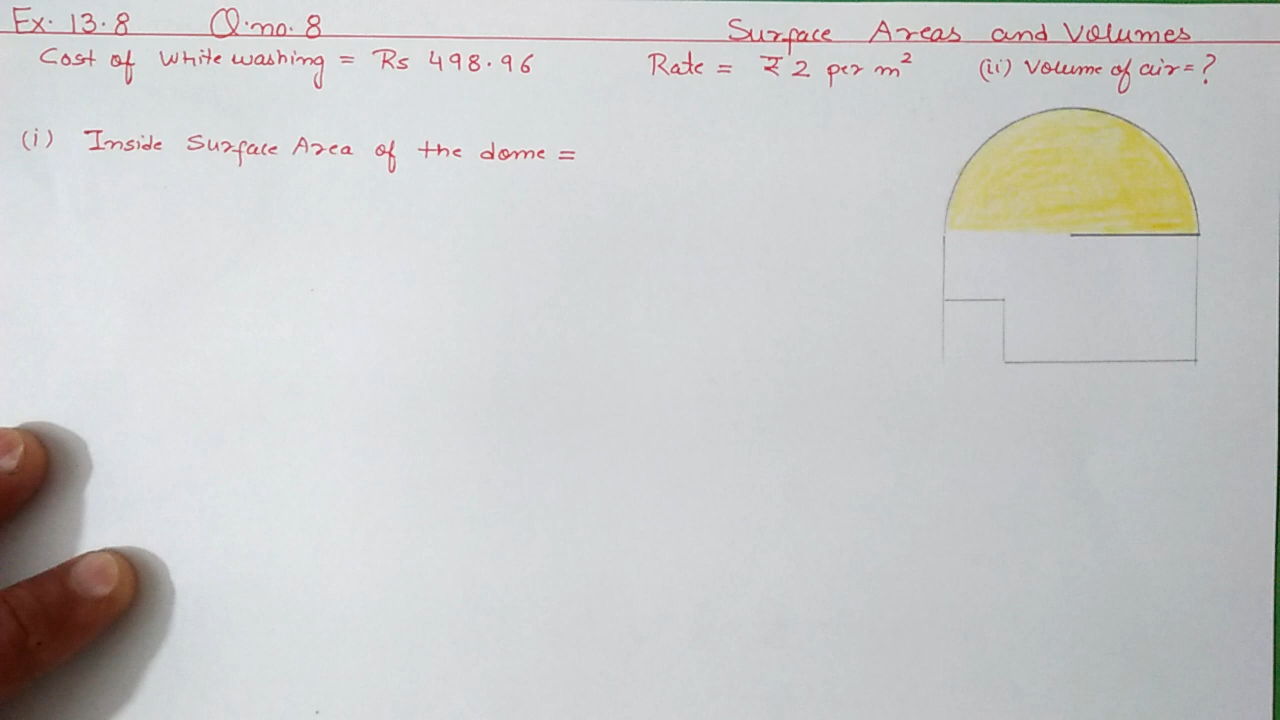 Ex. 13.8 Q.no. 8 Surface Areas and Volumes
Cost of white washing = Rs 498.96 Rate = ₹ 2 per m² (ii) Volume of air = ?
(i) Inside Surface Area of the dome =